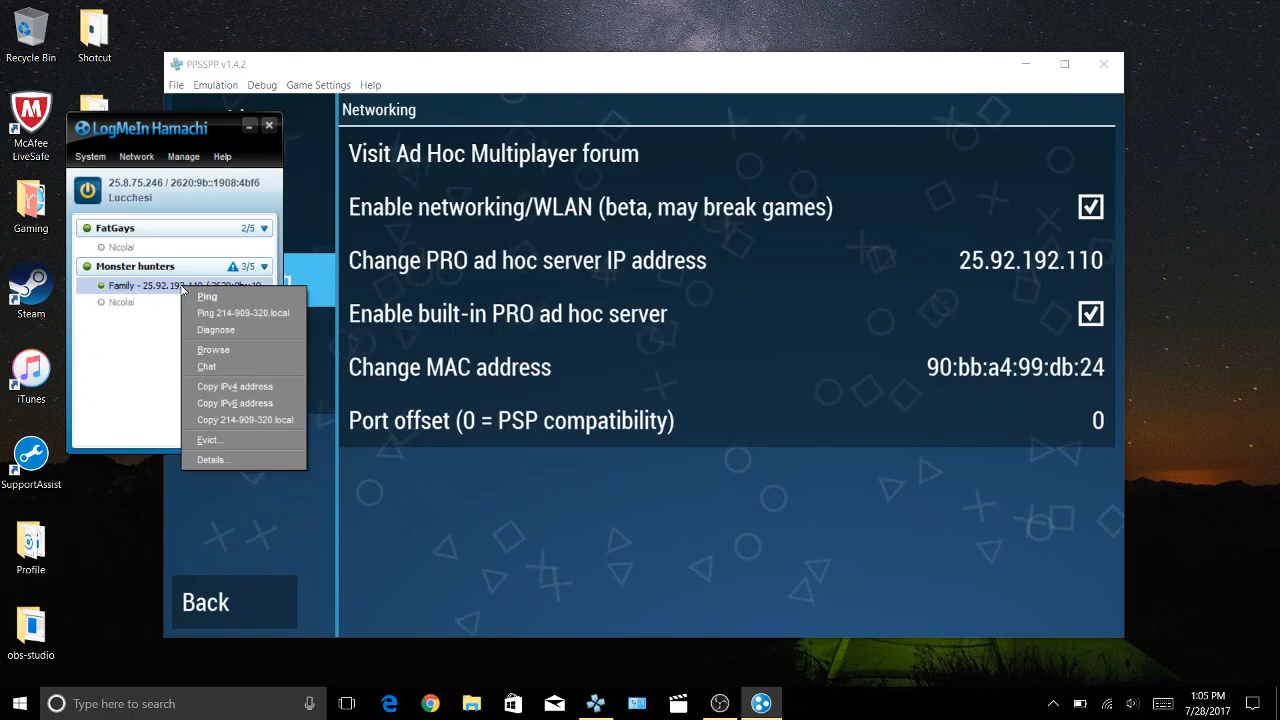 Recycle Bin
Shotcut
McAfee
LiveSafe
Gaming
Steam
iTunes
SupportAssist
Profile
obs-studio
PPSSPP v1.4.2
File Emulation Debug Game Settings Help
LogMeIn Hamachi
System Network Manage Help
25.8.75.246 / 2620:9b::1908:4bf6
Lucchesi
FatGays 2/5
Nicolai
Monster hunters 3/5
Family - 25.92.192.110
Nicolai
Ping
Ping 214-909-320.local
Diagnose
Browse
Chat
Copy IPv4 address
Copy IPv6 address
Copy 214-909-320.local
Evict...
Details...
Networking
Visit Ad Hoc Multiplayer forum
Enable networking/WLAN (beta, may break games)
Change PRO ad hoc server IP address 25.92.192.110
Enable built-in PRO ad hoc server
Change MAC address 90:bb:a4:99:db:24
Port offset (0 = PSP compatibility) 0
Back
Type here to search
1:05 PM
7/28/2017